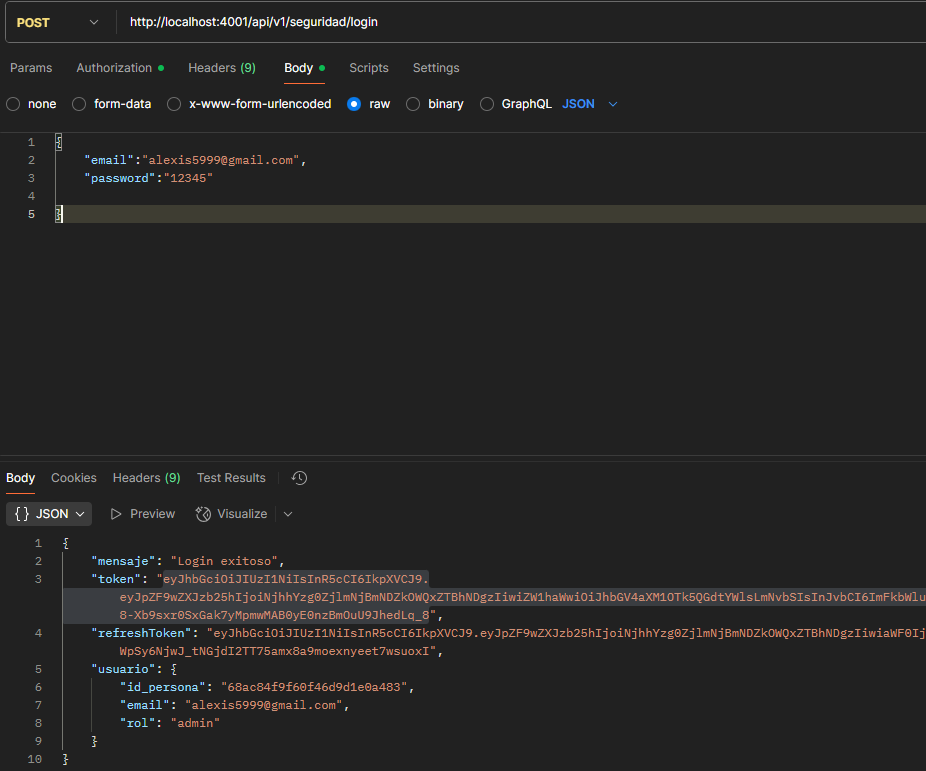 POST http://localhost:4001/api/v1/seguridad/login
Params Authorization Headers (9) Body Scripts Settings
none form-data x-www-form-urlencoded raw binary GraphQL JSON
1 {
2 "email":"alexis5999@gmail.com",
3 "password":"12345"
4
5 }
Body Cookies Headers (9) Test Results
{} JSON Preview Visualize
1 {
2 "mensaje": "Login exitoso",
3 "token": "eyJhbGciOiJIUzI1NiIsInR5cCI6IkpXVCJ9.
eyJpZF9wZXJzb25hIjoiNjhhYzg0ZjlmNjBmNDZkOWQxZTBhNDgzIiwiZW1haWwiOiJhbGV4aXM1OTk5QGdtYWlsLmNvbSIsInJvbCI6ImFkbWlu
8-Xb9sxr0SxGak7yMpmwMAB0yE0nzBmOuU9JhedLq_8",
4 "refreshToken": "eyJhbGciOiJIUzI1NiIsInR5cCI6IkpXVCJ9.eyJpZF9wZXJzb25hIjoiNjhhYzg0ZjlmNjBmNDZkOWQxZTBhNDgzIiwiaWF0Ij
WpSy6NjwJ_tNGjdI2TT75amx8a9moexnyeet7wsuoxI",
5 "usuario": {
6 "id_persona": "68ac84f9f60f46d9d1e0a483",
7 "email": "alexis5999@gmail.com",
8 "rol": "admin"
9 }
10 }